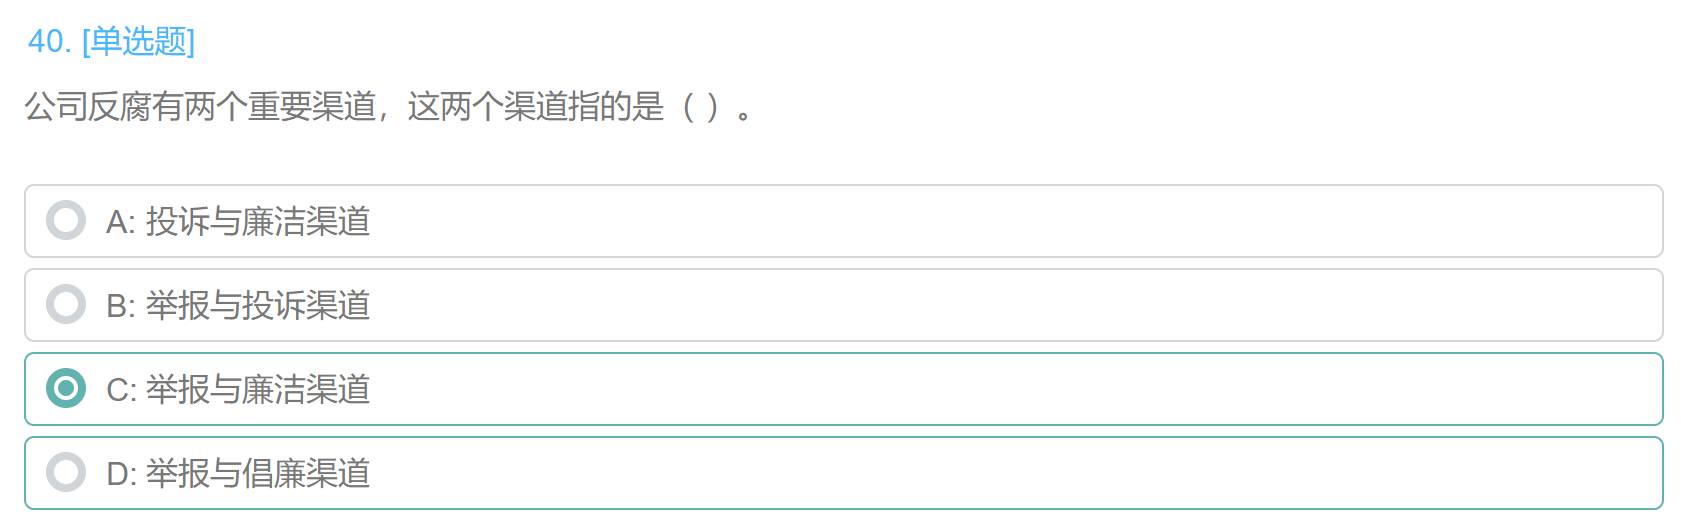 40. [单选题]
公司反腐有两个重要渠道，这两个渠道指的是（ ）。
A: 投诉与廉洁渠道
B: 举报与投诉渠道
C: 举报与廉洁渠道
D: 举报与倡廉渠道